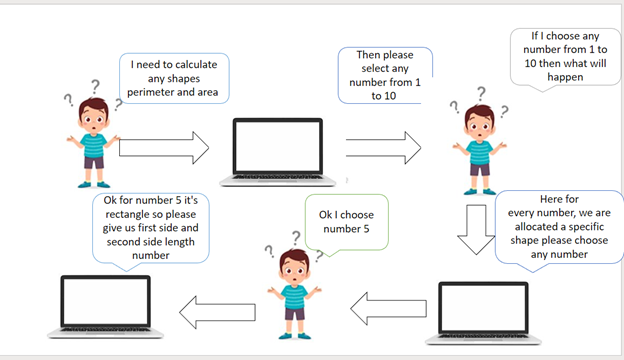 I need to calculate
any shapes
perimeter and area
Then please
select any
number from 1
to 10
If I choose any
number from 1 to
10 then what will
happen
Here for
every number, we are
allocated a specific
shape please choose
any number
Ok I choose
number 5
Ok for number 5 it's
rectangle so please
give us first side and
second side length
number